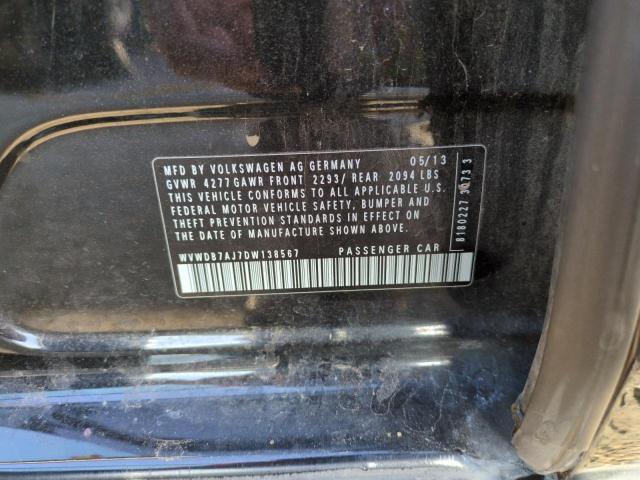 MFD BY VOLKSWAGEN AG GERMANY 05/13
GVWR 4277 GAWR FRONT 2293/ REAR 2094 LBS
THIS VEHICLE CONFORMS TO ALL APPLICABLE U.S.
FEDERAL MOTOR VEHICLE SAFETY, BUMPER AND
THEFT PREVENTION STANDARDS IN EFFECT ON
THE DATE OF MANUFACTURE SHOWN ABOVE.
WVWDB7AJ7DW138567 PASSENGER CAR
8180227